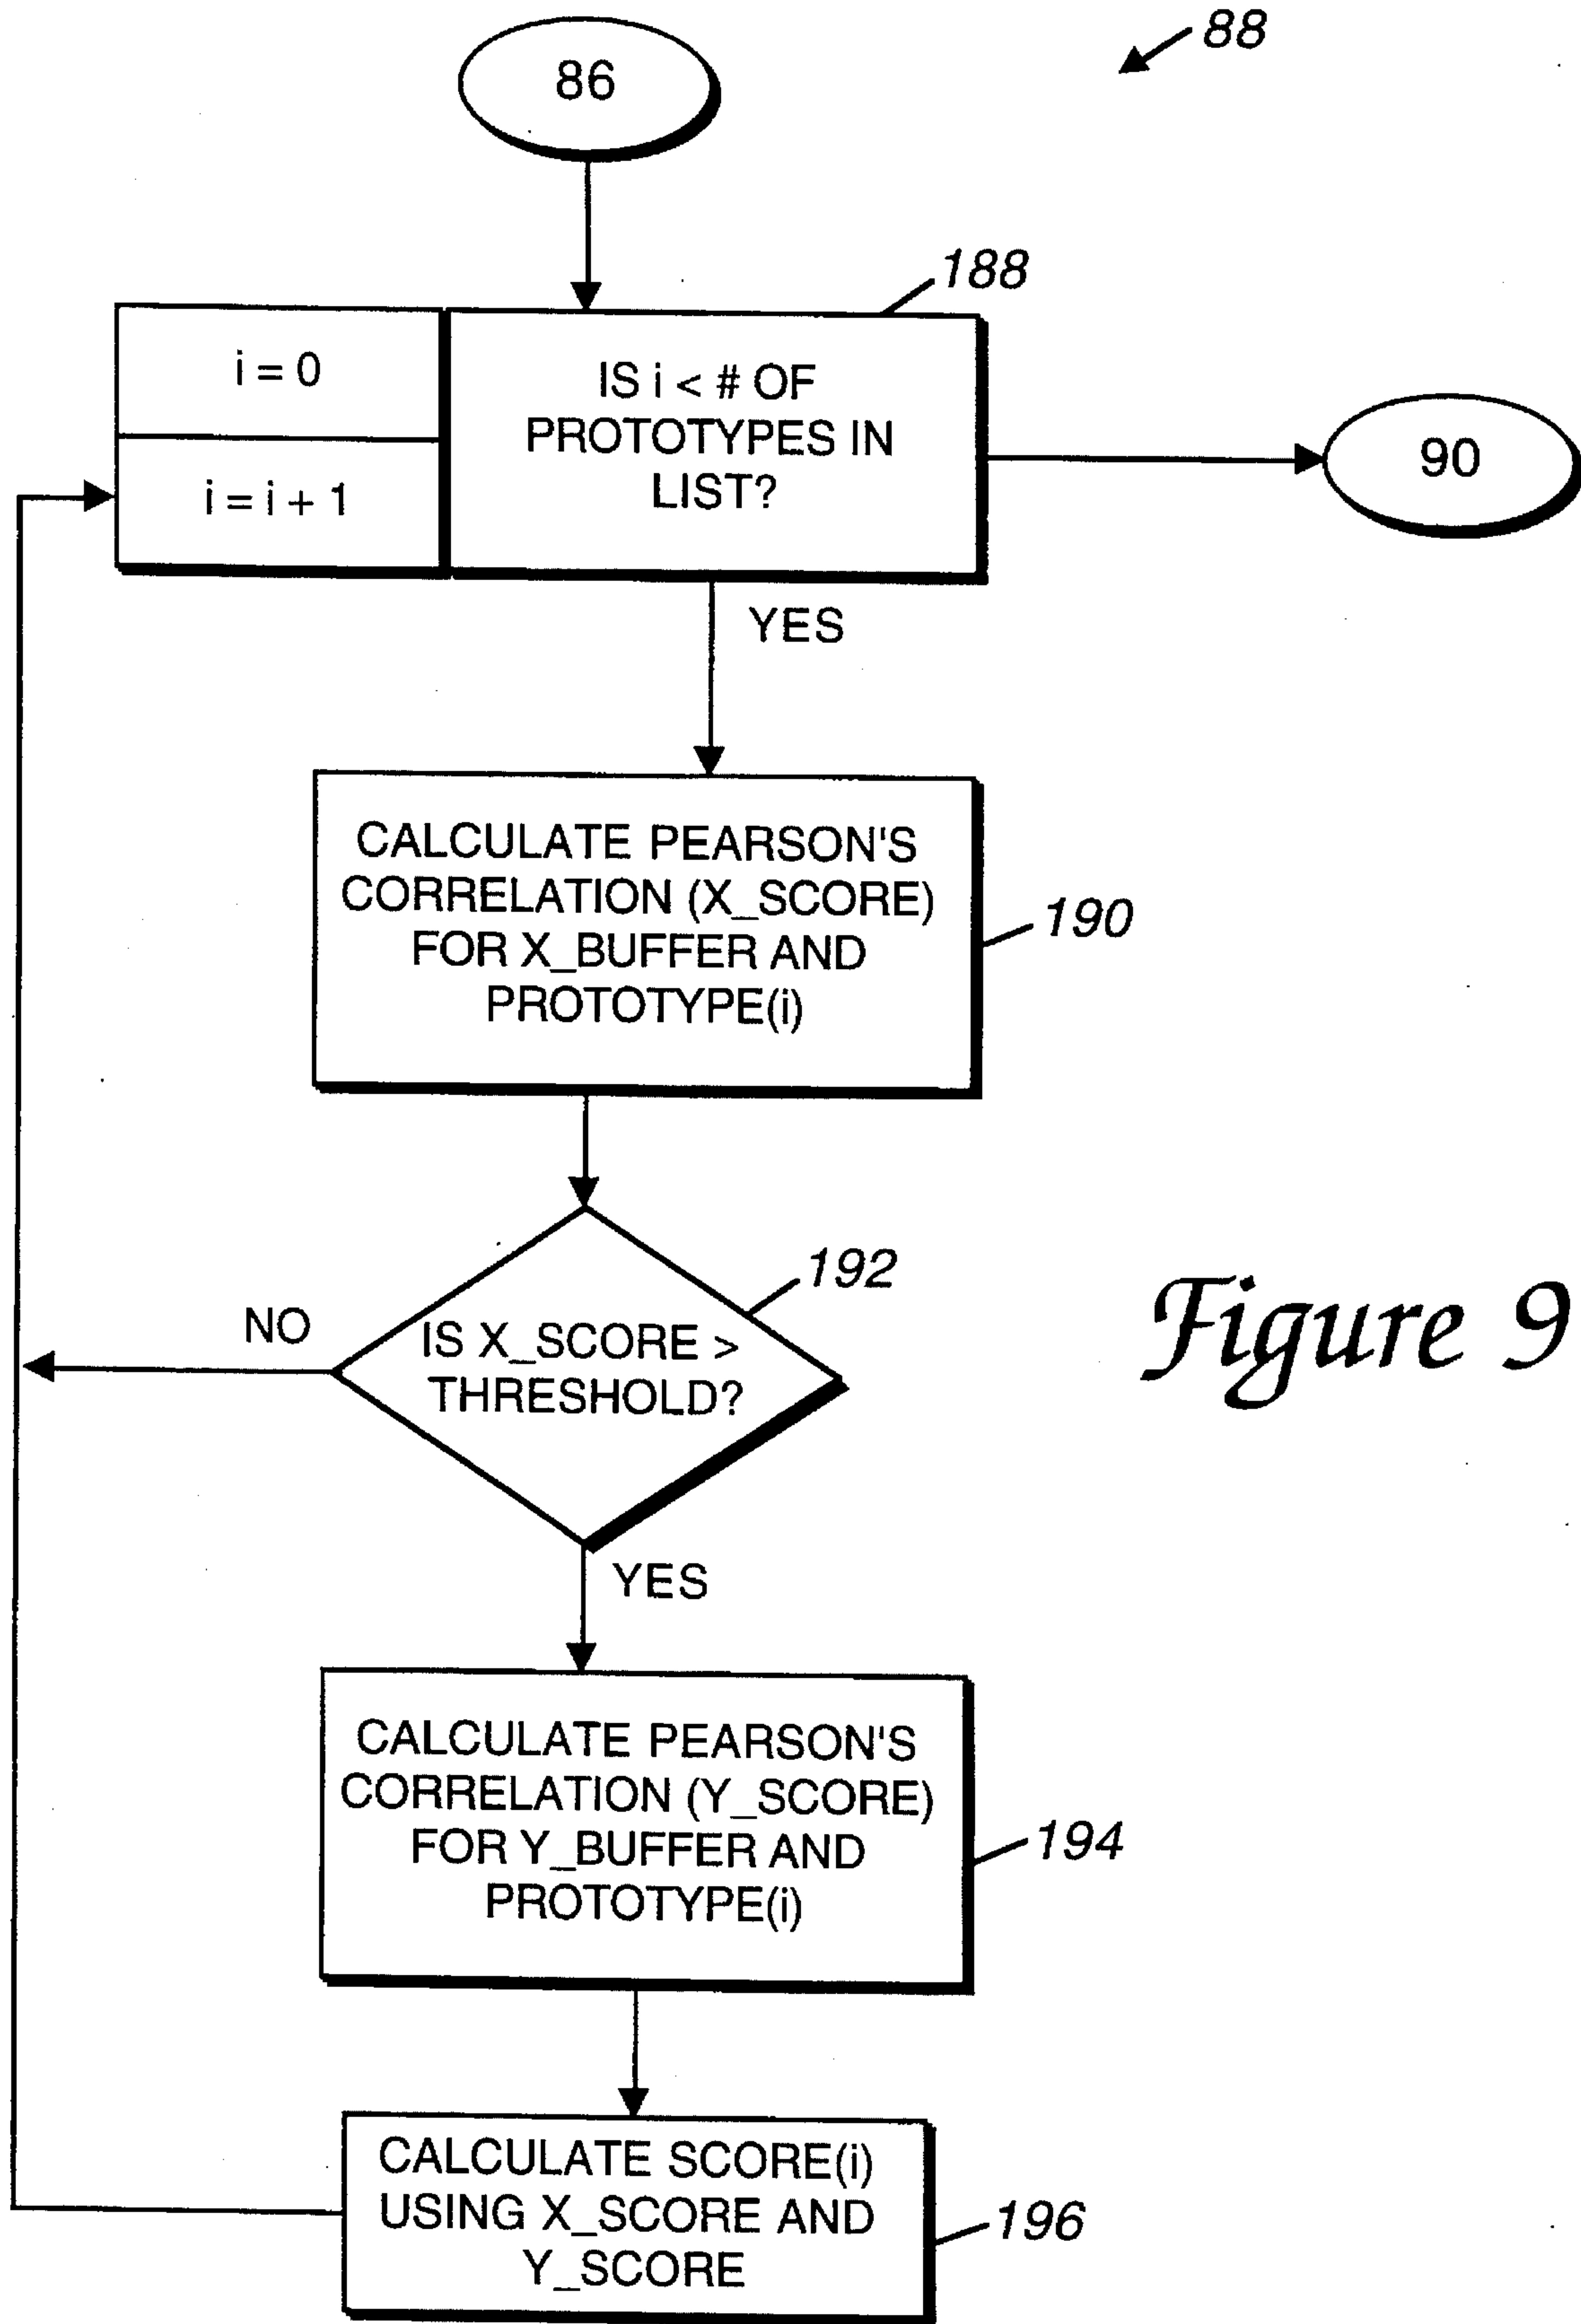 88
86
188
i = 0
i = i + 1
IS i < # OF
PROTOTYPES IN
LIST?
90
YES
CALCULATE PEARSON'S
CORRELATION (X_SCORE)
FOR X_BUFFER AND
PROTOTYPE(i)
190
192
NO
IS X_SCORE >
THRESHOLD?
Figure 9
YES
CALCULATE PEARSON'S
CORRELATION (Y_SCORE)
FOR Y_BUFFER AND
PROTOTYPE(i)
194
CALCULATE SCORE(i)
USING X_SCORE AND
Y_SCORE
196